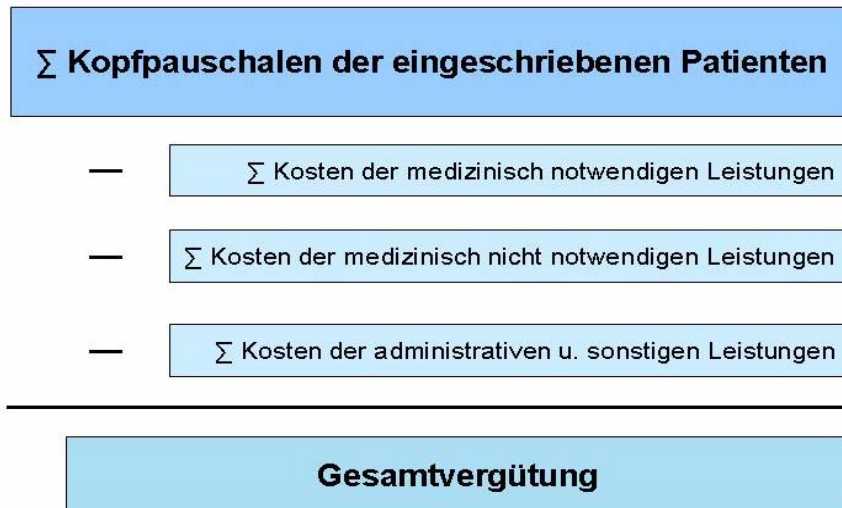 ∑ Kopfpauschalen der eingeschriebenen Patienten
— ∑ Kosten der medizinisch notwendigen Leistungen
— ∑ Kosten der medizinisch nicht notwendigen Leistungen
— ∑ Kosten der administrativen u. sonstigen Leistungen
Gesamtvergütung